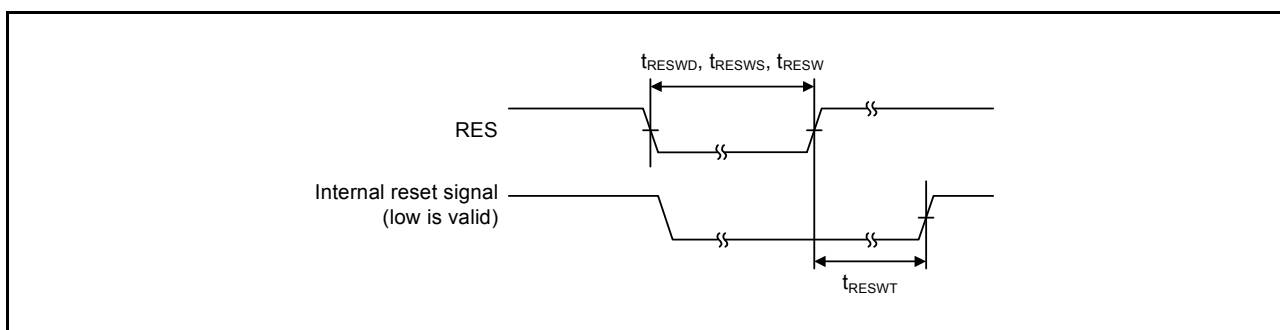 tRESWD, tRESWS, tRESW
RES
Internal reset signal
(low is valid)
tRESWT